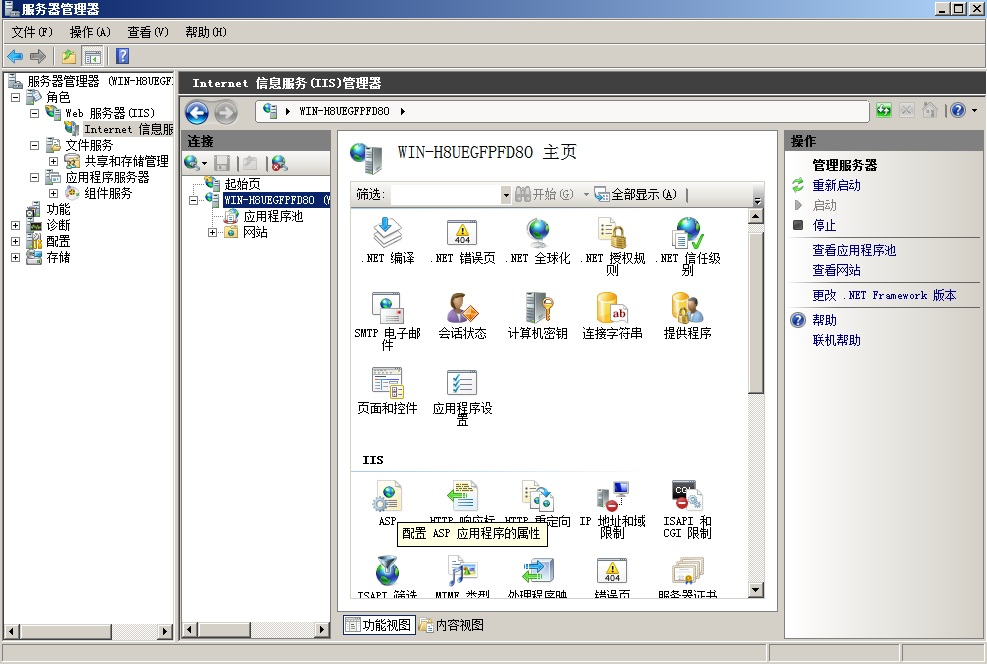 服务器管理器
文件(F) 操作(A) 查看(V) 帮助(H)
服务器管理器 (WIN-H8UEGF
角色
Web 服务器(IIS)
Internet 信息服
文件服务
共享和存储管理
应用程序服务器
组件服务
功能
诊断
配置
存储
Internet 信息服务(IIS)管理器
WIN-H8UEGFPFD80
连接
起始页
WIN-H8UEGFPFD80 (W
应用程序池
网站
WIN-H8UEGFPFD80 主页
筛选: 开始(G) 全部显示(A)
.NET 编译
.NET 错误页
.NET 全球化
.NET 授权规则
.NET 信任级别
SMTP 电子邮件
会话状态
计算机密钥
连接字符串
提供程序
页面和控件
应用程序设置
IIS
ASP
HTTP 响应标
HTTP 重定向
IP 地址和域限制
ISAPI 和 CGI 限制
配置 ASP 应用程序的属性
ISAPI 筛选
MIME 类型
处理程序映
错误页
服务器证书
功能视图 内容视图
操作
管理服务器
重新启动
启动
停止
查看应用程序池
查看网站
更改 .NET Framework 版本
帮助
联机帮助